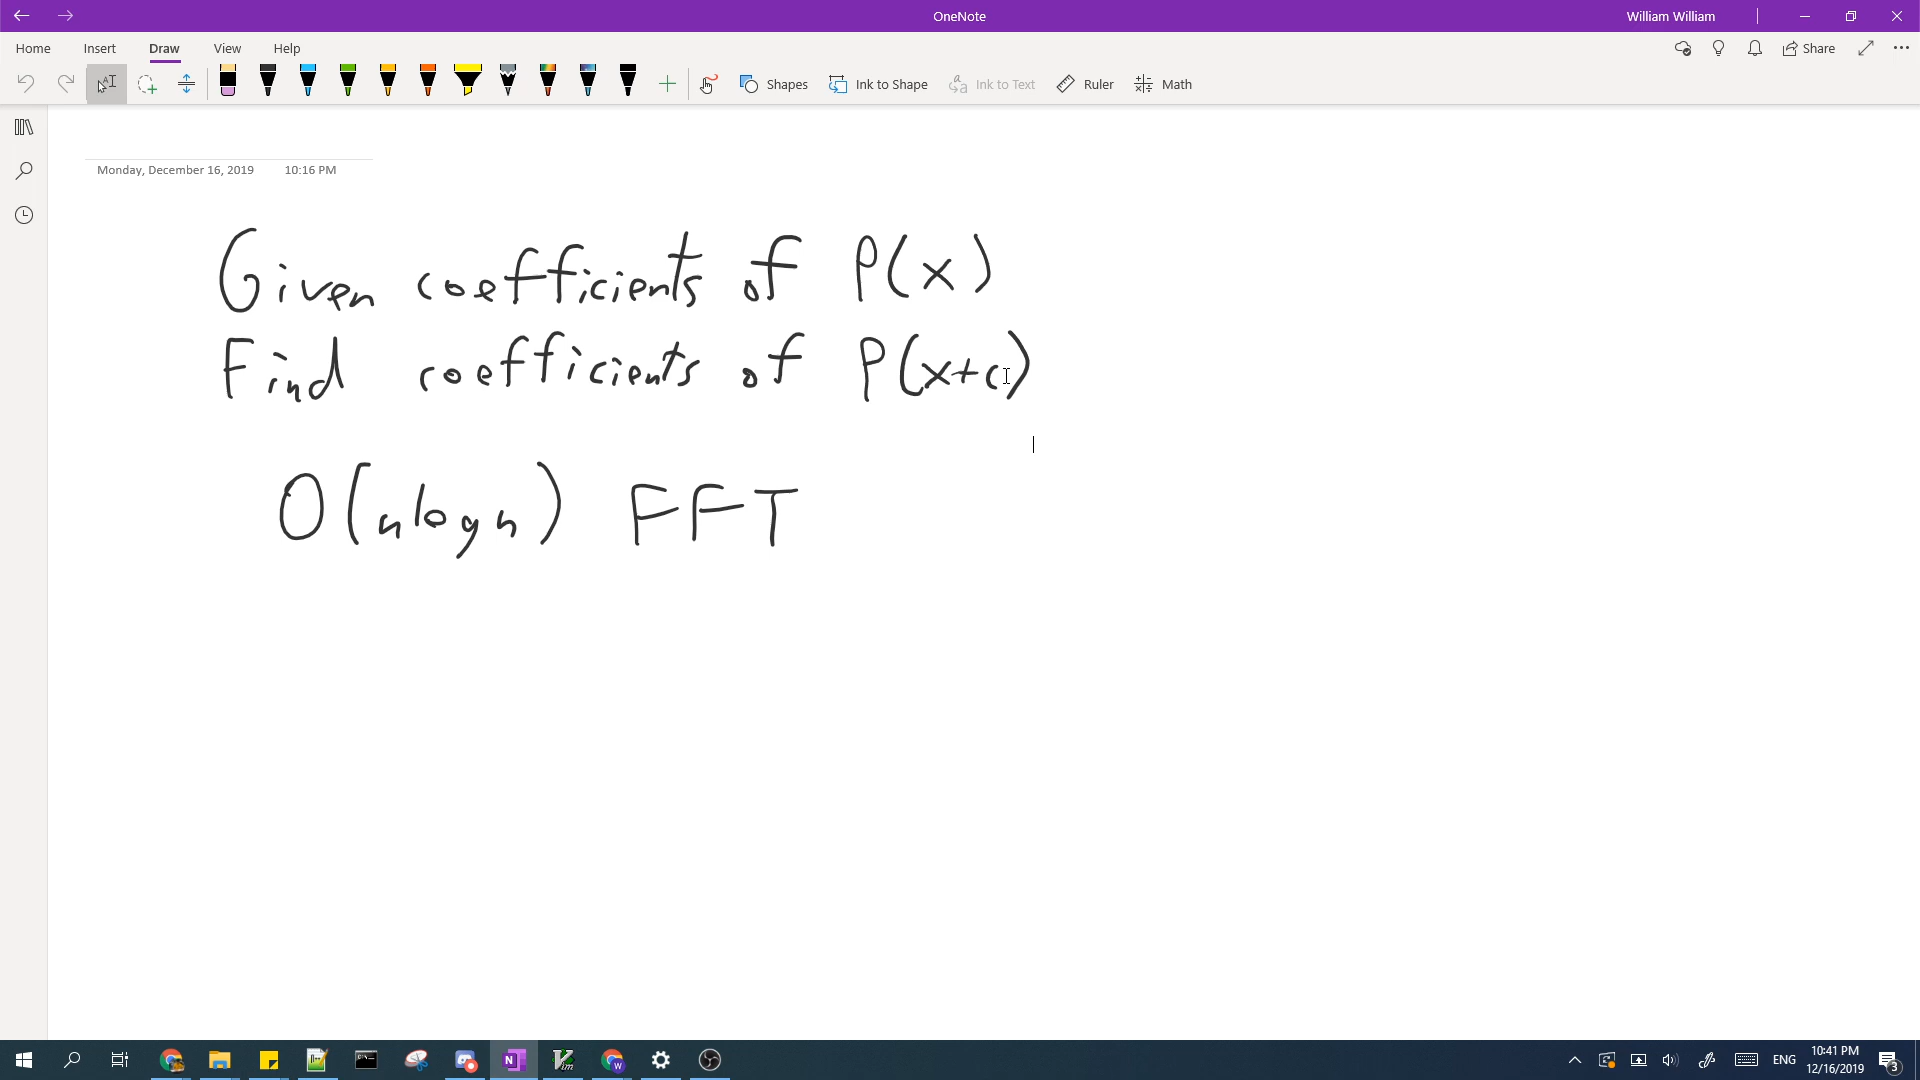 OneNote
William William
Home Insert Draw View Help
Share
Shapes Ink to Shape Ink to Text Ruler Math
Monday, December 16, 2019 10:16 PM
Given coefficients of P(x)
Find coefficients of P(x+c)
O(nlogn) FFT
ENG
10:41 PM
12/16/2019
3